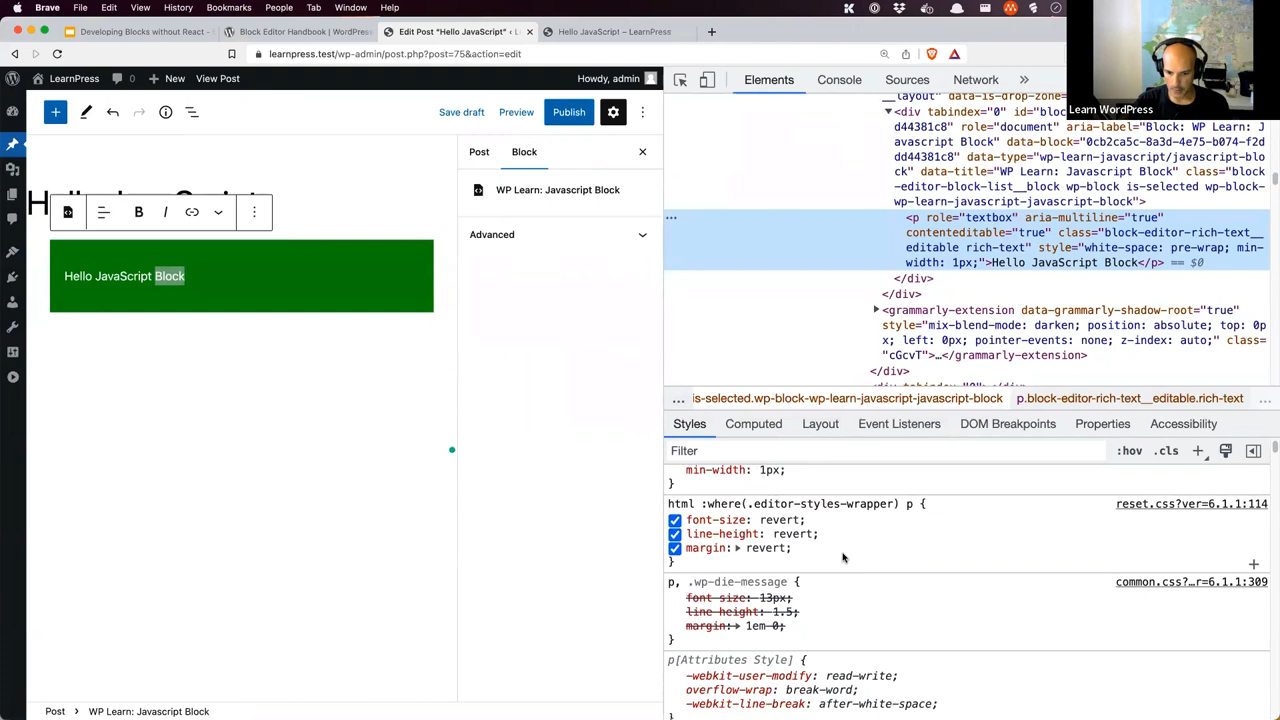 Brave File Edit View History Bookmarks People Tab Window Help
Developing Blocks without React - Block Editor Handbook | WordPress Edit Post “Hello JavaScript” ‹ L Hello JavaScript – LearnPress
learnpress.test/wp-admin/post.php?post=75&action=edit
LearnPress 0 New View Post Howdy, admin
Save draft Preview Publish
Post Block
WP Learn: Javascript Block
Advanced
B I
Hello JavaScript Block
Post WP Learn: Javascript Block
Learn WordPress
Elements Console Sources Network
__layout" data-is-drop-zone=
<div tabindex="0" id="block-
d44381c8" role="document" aria-label="Block: WP Learn: J
avascript Block" data-block="0cb2ca5c-8a3d-4e75-b074-f2d
dd44381c8" data-type="wp-learn-javascript/javascript-blo
ck" data-title="WP Learn: Javascript Block" class="block
-editor-block-list__block wp-block is-selected wp-block-
wp-learn-javascript-javascript-block">
… <p role="textbox" aria-multiline="true"
contenteditable="true" class="block-editor-rich-text__
editable rich-text" style="white-space: pre-wrap; min-
width: 1px;">Hello JavaScript Block</p> == $0
</div>
</div>
<grammarly-extension data-grammarly-shadow-root="true"
style="mix-blend-mode: darken; position: absolute; top: 0p
x; left: 0px; pointer-events: none; z-index: auto;" class=
"cGcvT">…</grammarly-extension>
</div>
… is-selected.wp-block-wp-learn-javascript-javascript-block p.block-editor-rich-text__editable.rich-text …
Styles Computed Layout Event Listeners DOM Breakpoints Properties Accessibility
Filter :hov .cls +
min-width: 1px;
}
html :where(.editor-styles-wrapper) p { reset.css?ver=6.1.1:114
font-size: revert;
line-height: revert;
margin: revert;
}
p, .wp-die-message { common.css?…r=6.1.1:309
font-size: 13px;
line-height: 1.5;
margin: 1em 0;
}
p[Attributes Style] {
-webkit-user-modify: read-write;
overflow-wrap: break-word;
-webkit-line-break: after-white-space;
}